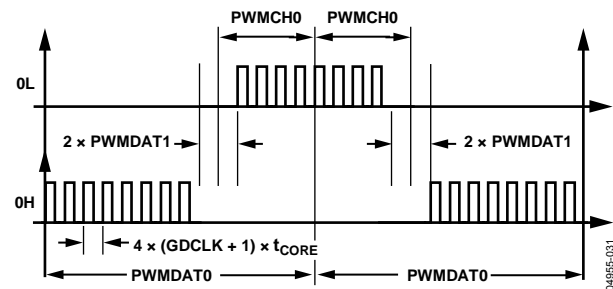 PWMCH0 PWMCH0
0L
2 × PWMDAT1 2 × PWMDAT1
0H
4 × (GDCLK + 1) × tCORE
PWMDAT0 PWMDAT0
04955-031